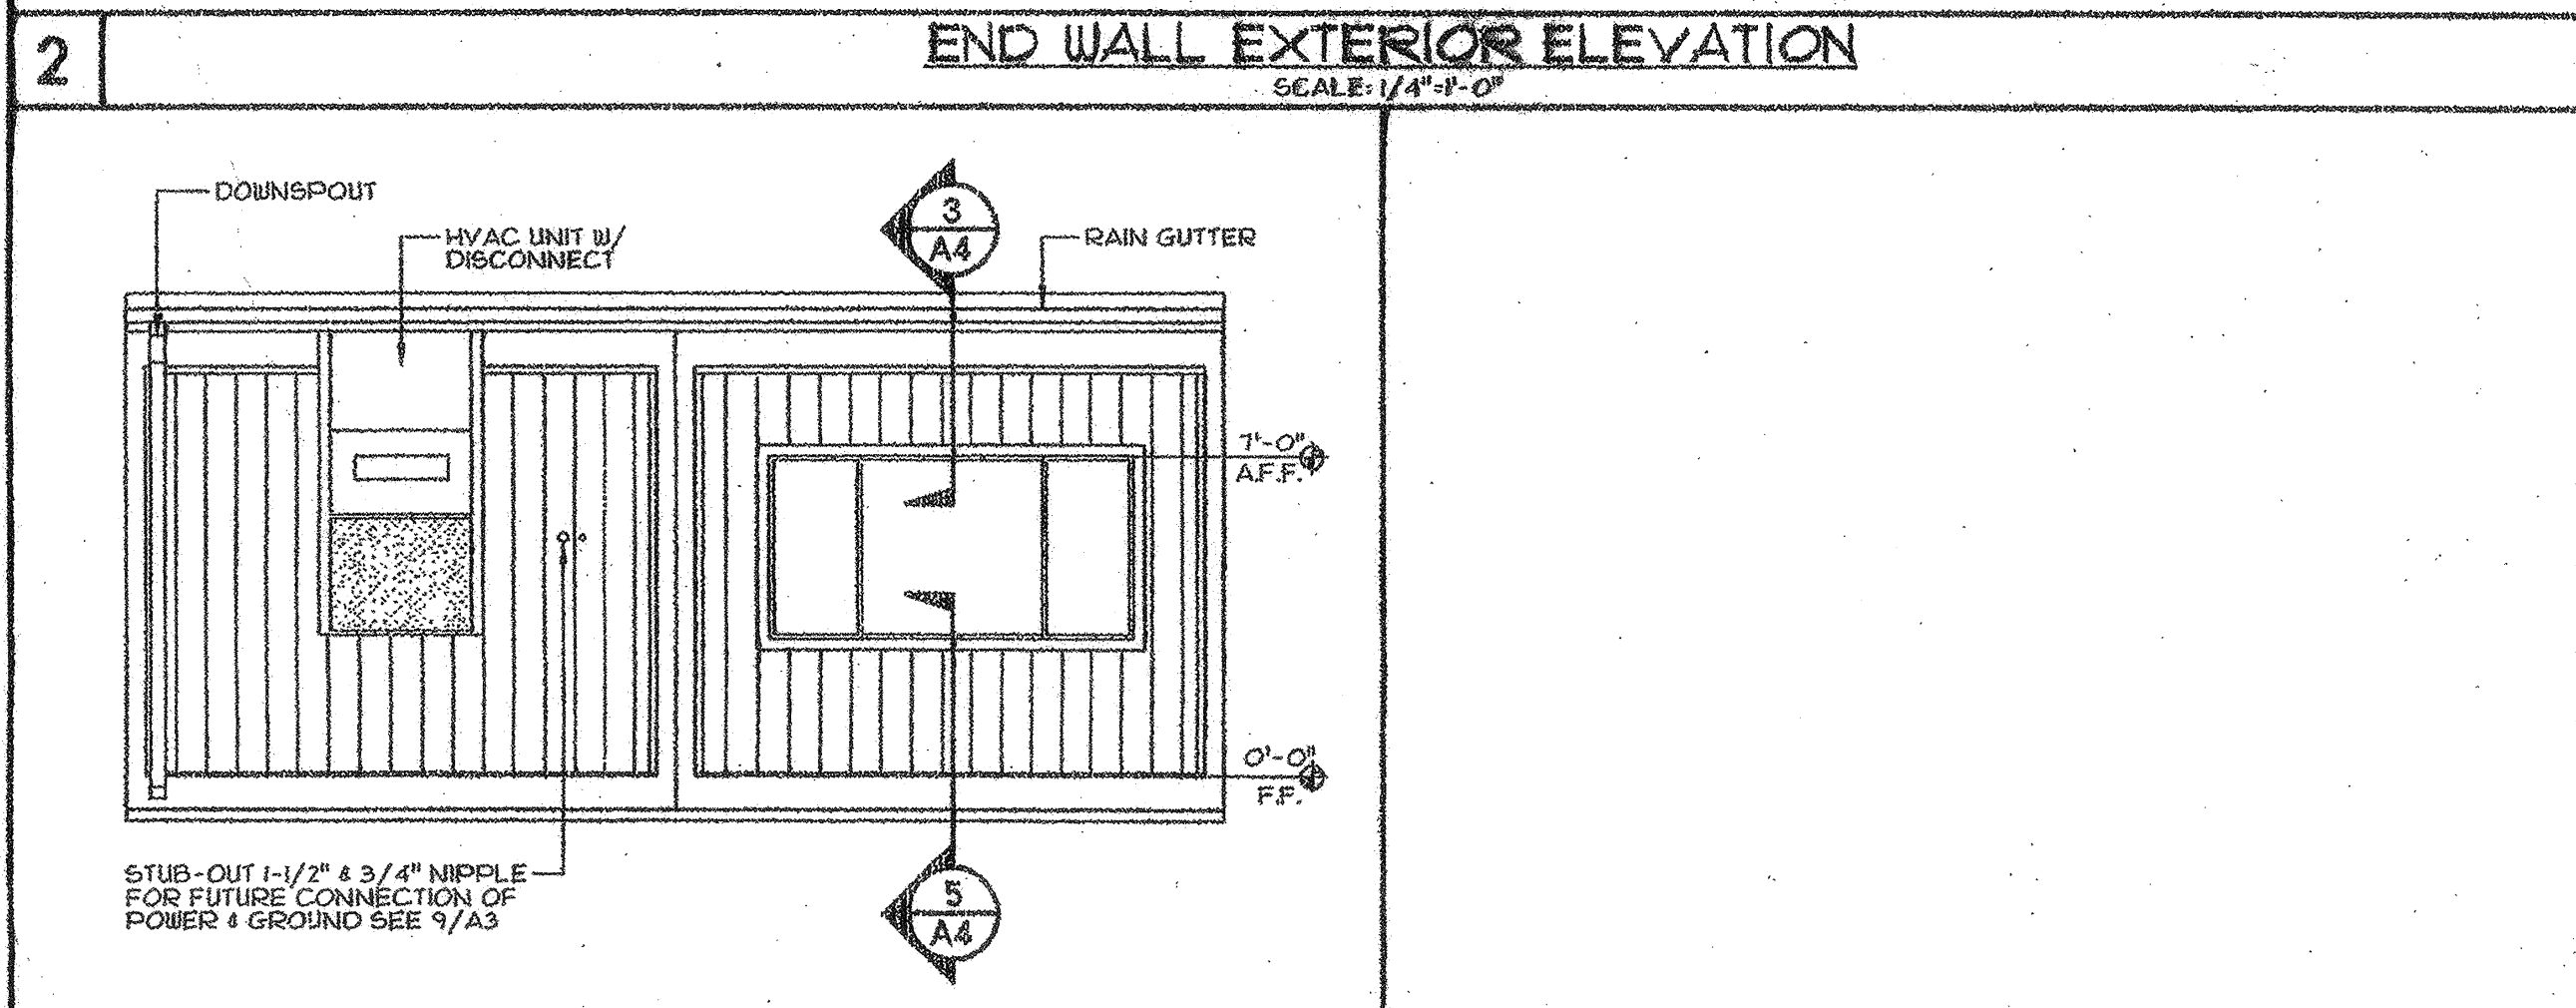 2
END WALL EXTERIOR ELEVATION
SCALE: 1/4"=1'-0"
DOWNSPOUT
HVAC UNIT W/
DISCONNECT
3
A4
RAIN GUTTER
7'-0"
A.F.F.
0'-0"
F.F.
STUB-OUT 1-1/2" & 3/4" NIPPLE
FOR FUTURE CONNECTION OF
POWER & GROUND SEE 9/A3
5
A4